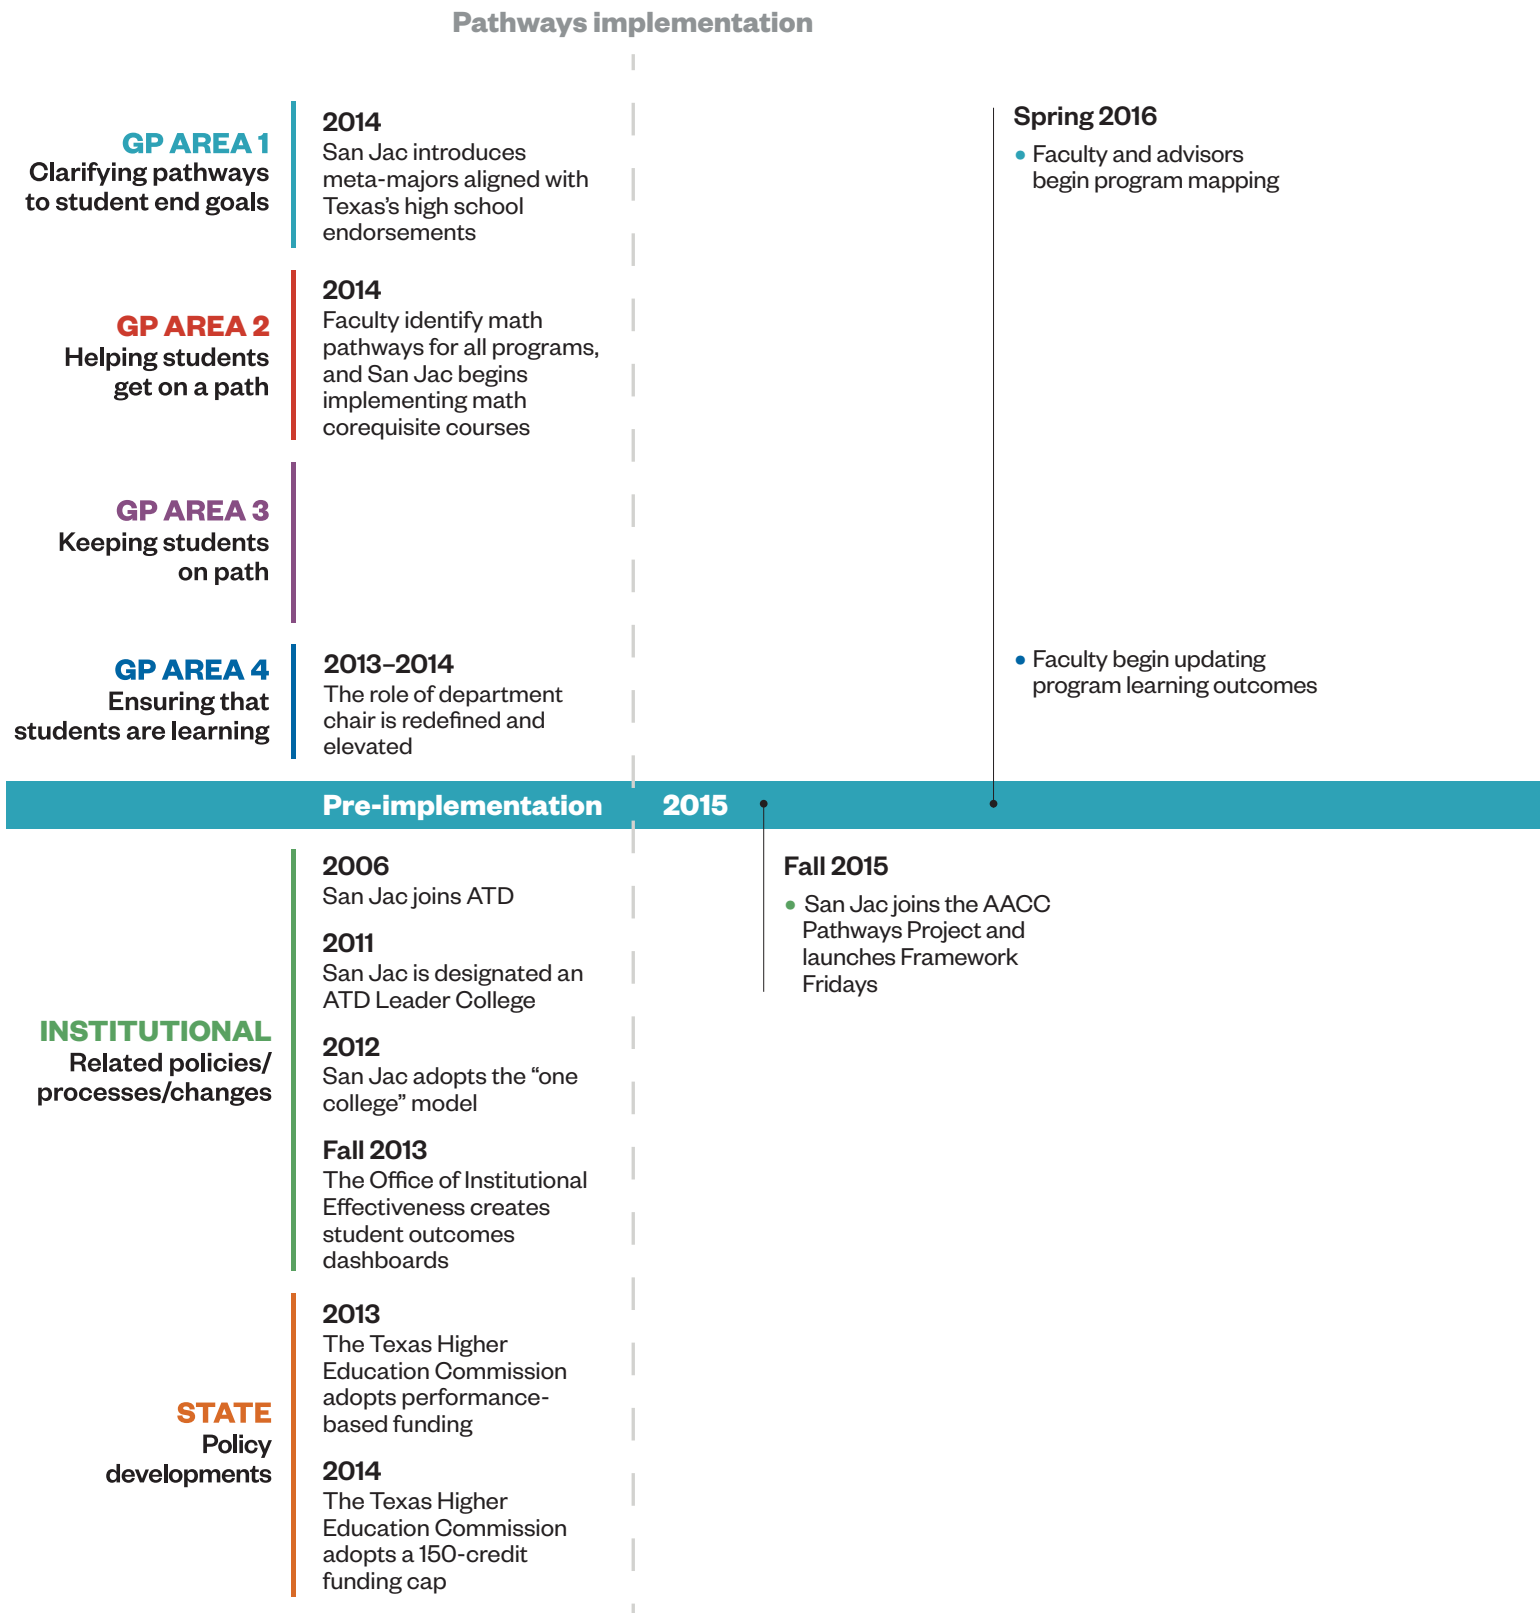 Pathways implementation
GP AREA 1
Clarifying pathways
to student end goals
2014
San Jac introduces
meta-majors aligned with
Texas's high school
endorsements
Spring 2016
• Faculty and advisors
begin program mapping
GP AREA 2
Helping students
get on a path
2014
Faculty identify math
pathways for all programs,
and San Jac begins
implementing math
corequisite courses
GP AREA 3
Keeping students
on path
GP AREA 4
Ensuring that
students are learning
2013–2014
The role of department
chair is redefined and
elevated
• Faculty begin updating
program learning outcomes
Pre-implementation
2015
INSTITUTIONAL
Related policies/
processes/changes
2006
San Jac joins ATD
2011
San Jac is designated an
ATD Leader College
2012
San Jac adopts the “one
college” model
Fall 2013
The Office of Institutional
Effectiveness creates
student outcomes
dashboards
Fall 2015
• San Jac joins the AACC
Pathways Project and
launches Framework
Fridays
STATE
Policy
developments
2013
The Texas Higher
Education Commission
adopts performance-
based funding
2014
The Texas Higher
Education Commission
adopts a 150-credit
funding cap